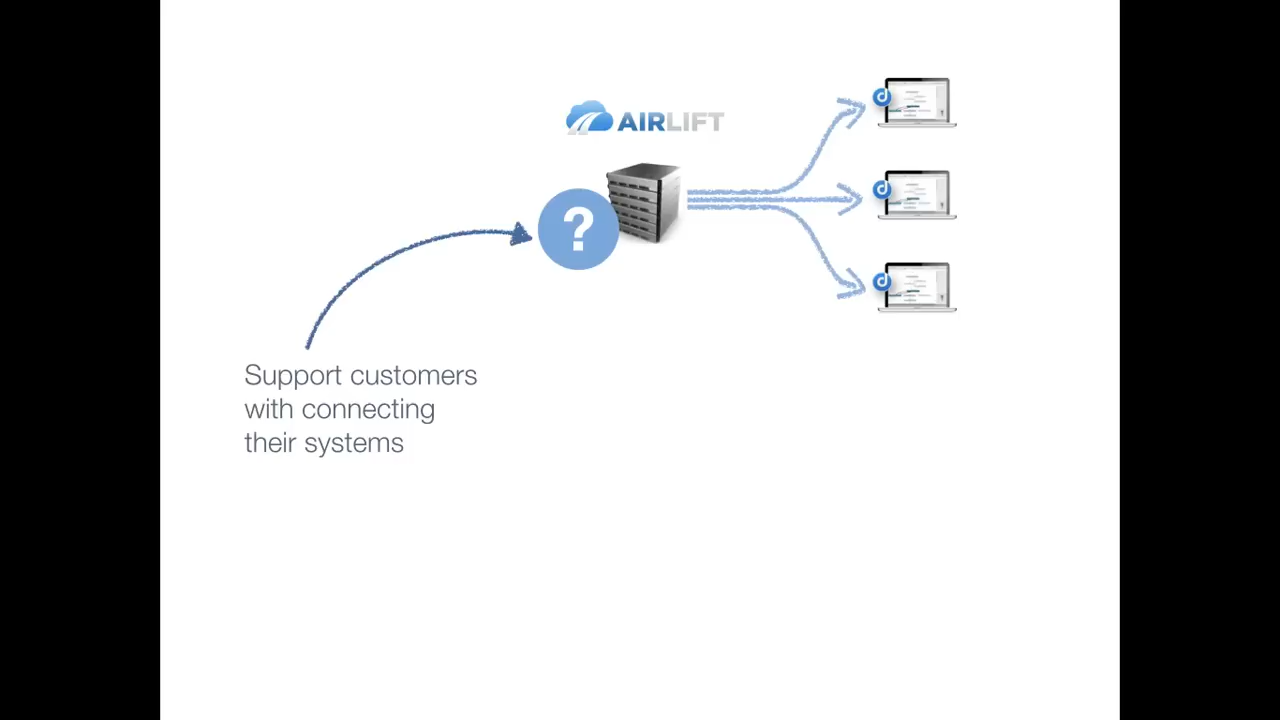 AIRLIFT
?
Support customers
with connecting
their systems